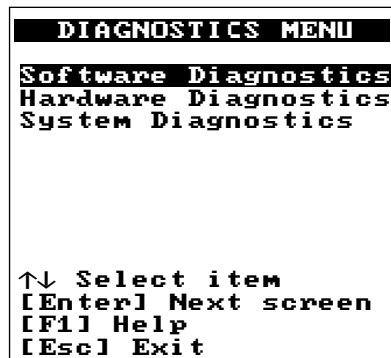 DIAGNOSTICS MENU
Software Diagnostics
Hardware Diagnostics
System Diagnostics
↑↓ Select item
[Enter] Next screen
[F1] Help
[Esc] Exit